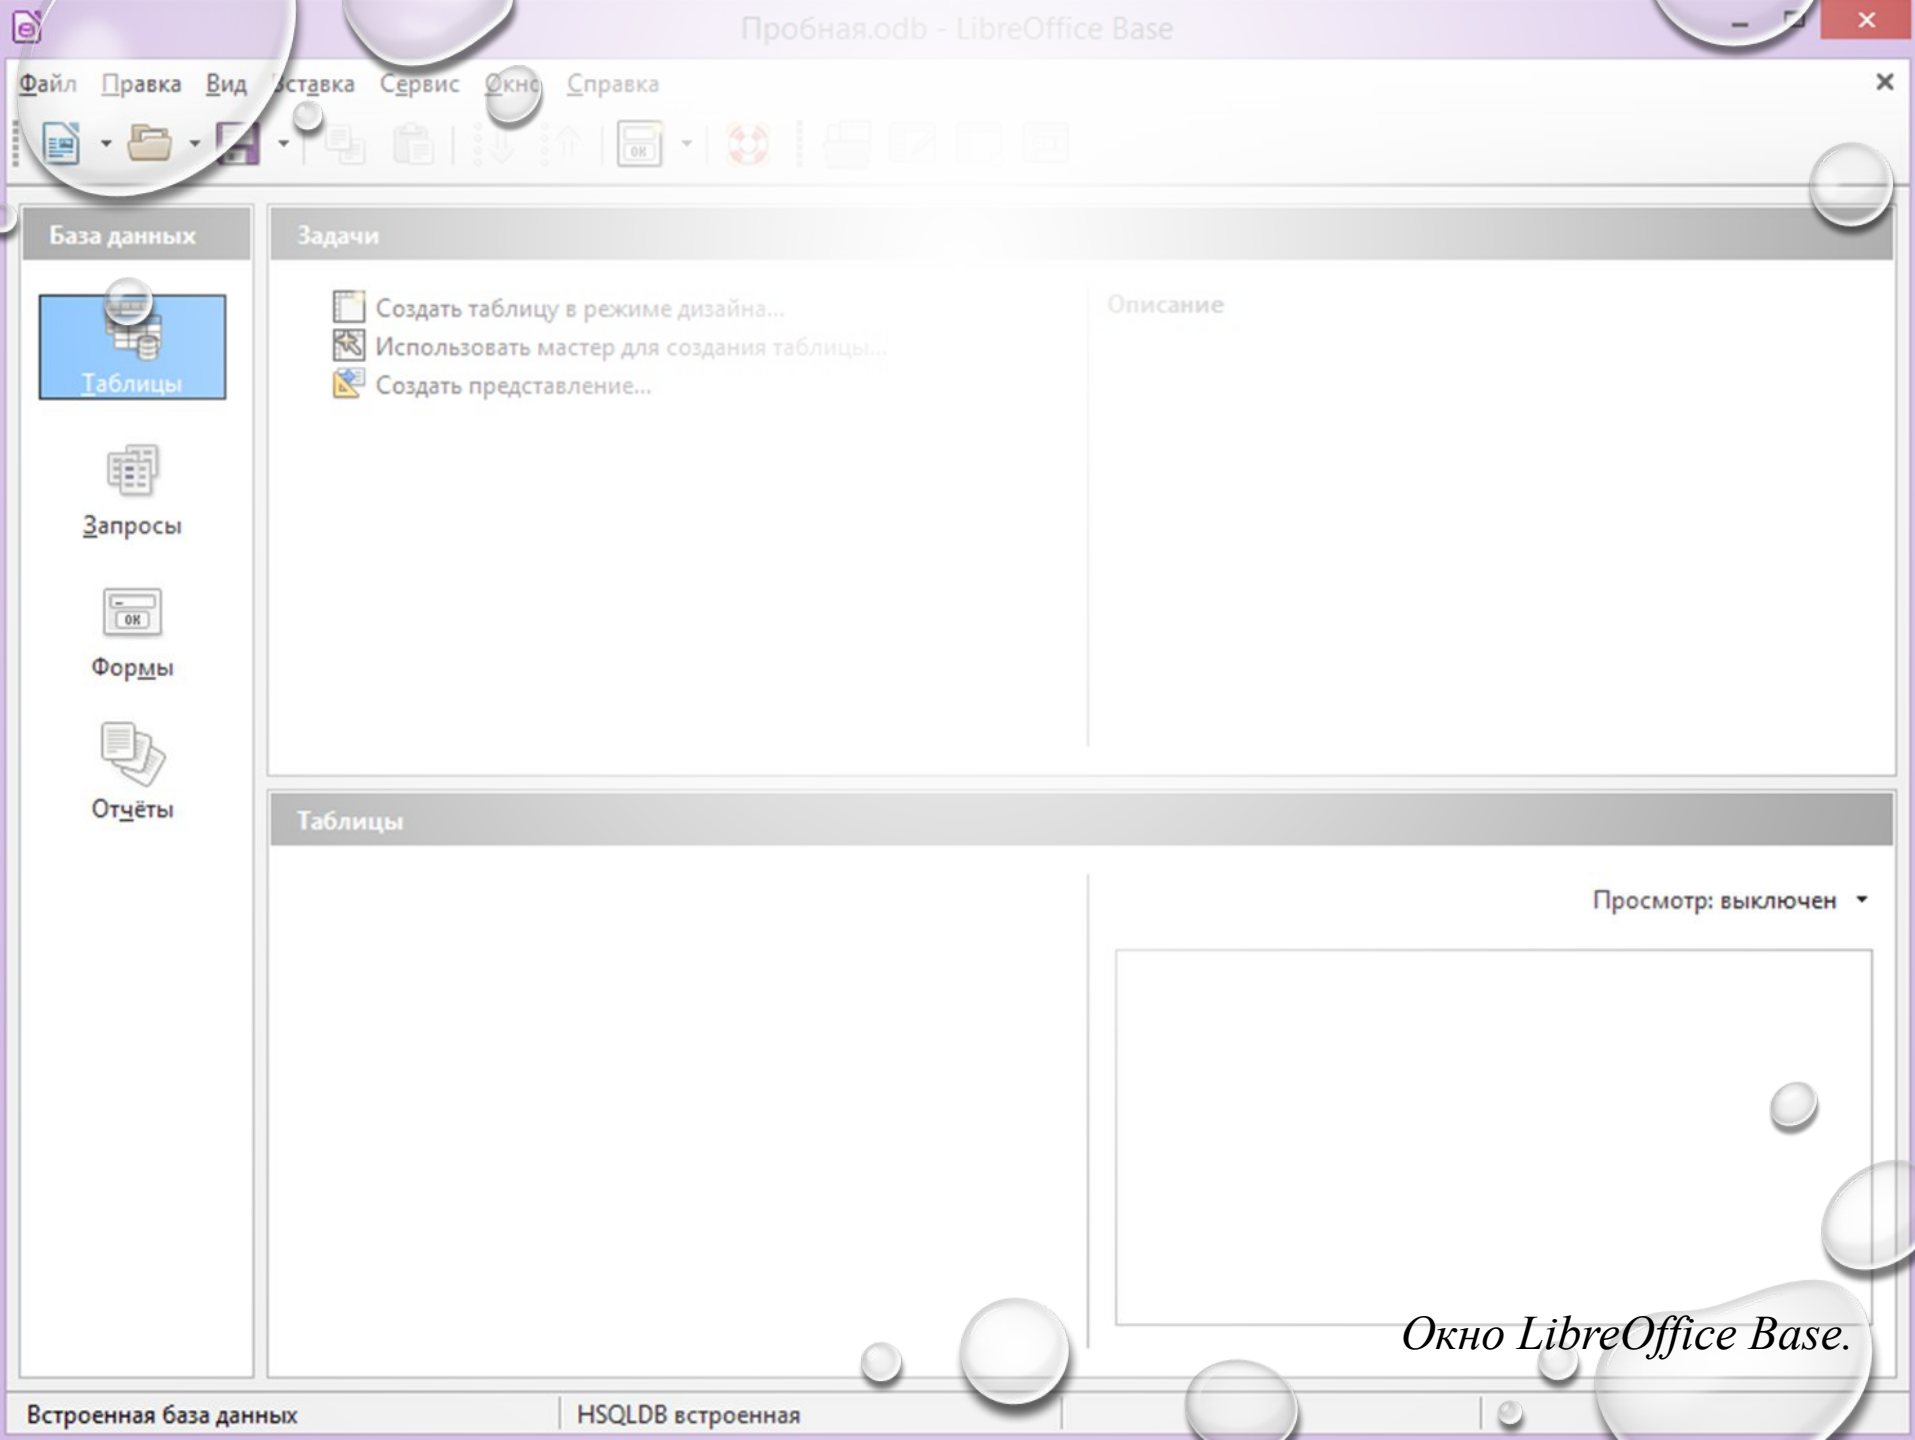 Пробная.odb - LibreOffice Base
Файл Правка Вид Вставка Сервис Окно Справка
База данных
Задачи
Создать таблицу в режиме дизайна...
Использовать мастер для создания таблицы...
Создать представление...
Описание
Таблицы
Запросы
OK
Формы
Отчёты
Таблицы
Просмотр: выключен
Окно LibreOffice Base.
Встроенная база данных
HSQLDB встроенная